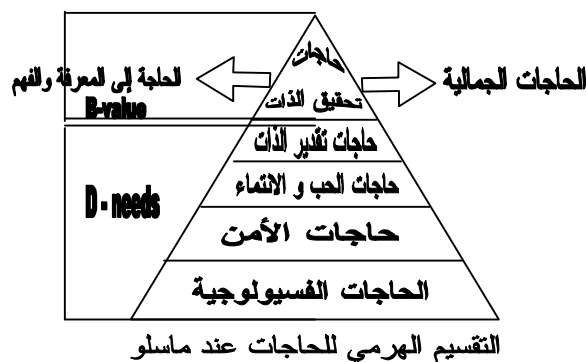 حاجات
تحقيق الذات
الحاجات الجمالية
الحاجة إلى المعرفة والفهم
B-value
حاجات تقدير الذات
حاجات الحب و الانتماء
D - needs
حاجات الأمن
الحاجات الفسيولوجية
التقسيم الهرمي للحاجات عند ماسلو